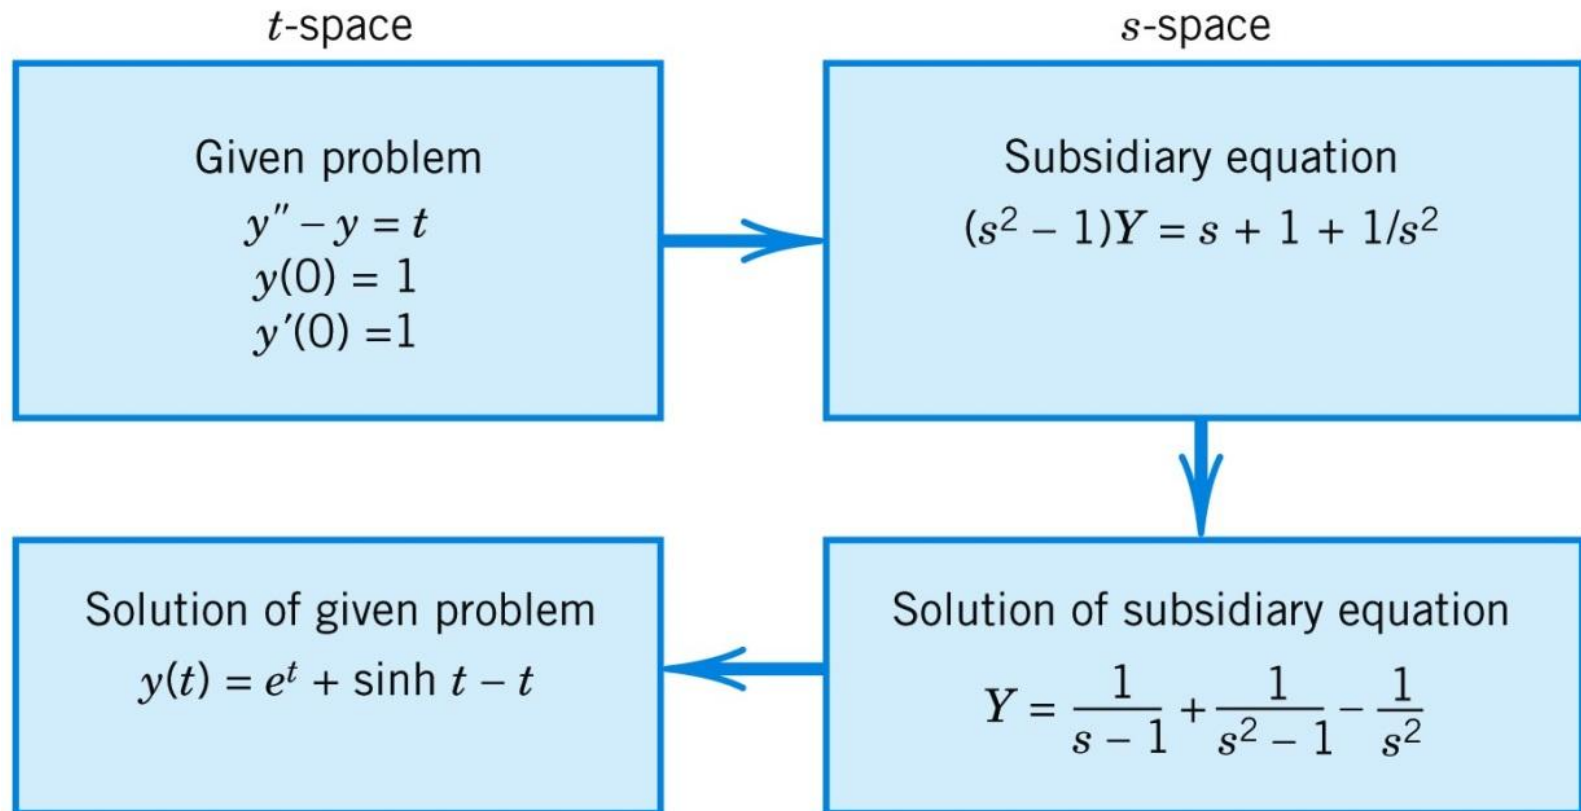 t-space
s-space
Given problem
y″ – y = t
y(0) = 1
y′(0) =1
Subsidiary equation
(s² – 1)Y = s + 1 + 1/s²
Solution of given problem
y(t) = eᵗ + sinh t – t
Solution of subsidiary equation
Y = 1/(s – 1) + 1/(s² – 1) – 1/s²